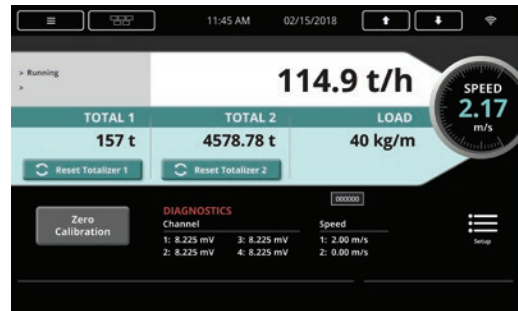 11:45 AM 02/15/2018
> Running
>
114.9 t/h
SPEED
2.17
m/s
TOTAL 1 TOTAL 2 LOAD
157 t 4578.78 t 40 kg/m
Reset Totalizer 1 Reset Totalizer 2
Zero
Calibration
DIAGNOSTICS
000000
Channel Speed
1: 8.225 mV 3: 8.225 mV 1: 2.00 m/s
2: 8.225 mV 4: 8.225 mV 2: 0.00 m/s
Setup